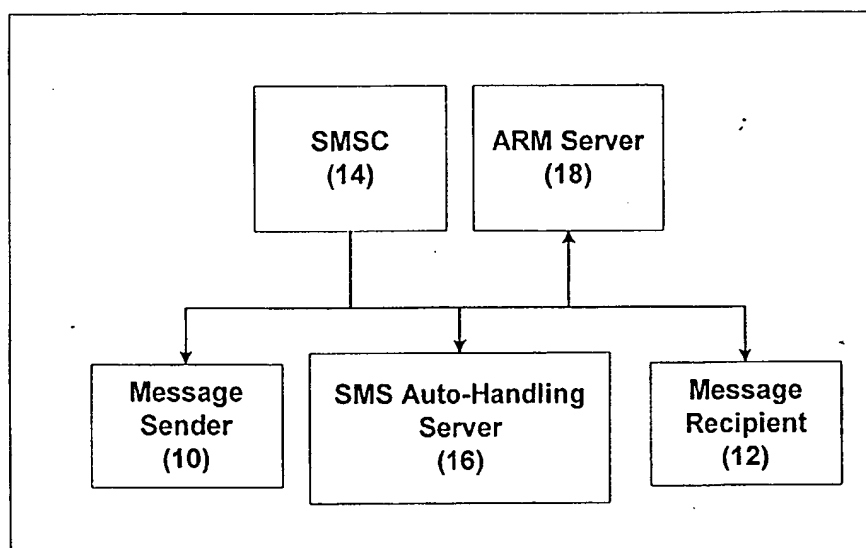 SMSC
(14)
ARM Server
(18)
Message
Sender
(10)
SMS Auto-Handling
Server
(16)
Message
Recipient
(12)